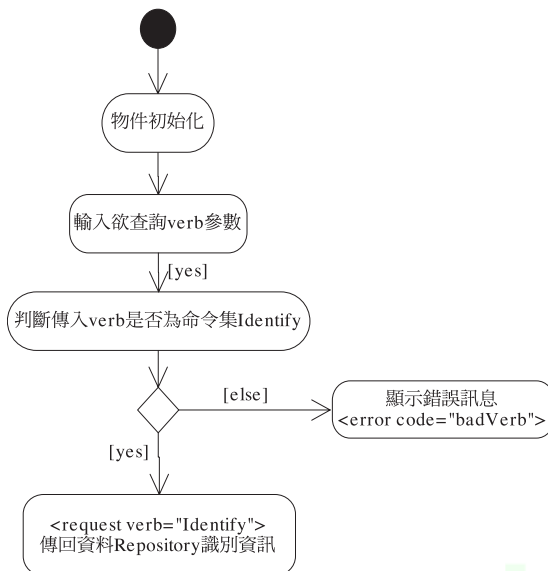 物件初始化
輸入欲查詢verb參數
[yes]
判斷傳入verb是否為命令集Identify
[else]
顯示錯誤訊息
<error code="badVerb">
[yes]
<request verb="Identify">
傳回資料Repository識別資訊